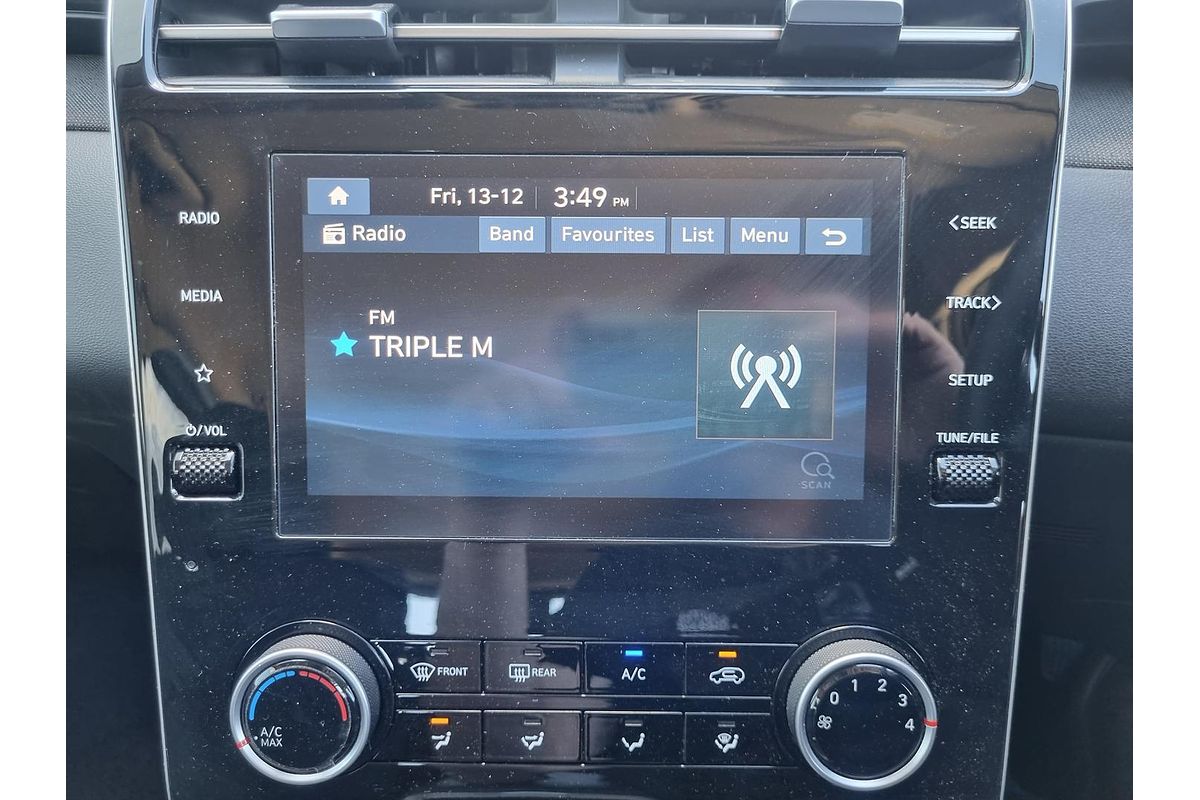 Fri, 13-12 3:49 PM
Radio Band Favourites List Menu
FM
TRIPLE M
SCAN
RADIO
MEDIA
/VOL
<SEEK
TRACK>
SETUP
TUNE/FILE
FRONT
REAR
A/C
A/C
MAX
0 1 2 3 4